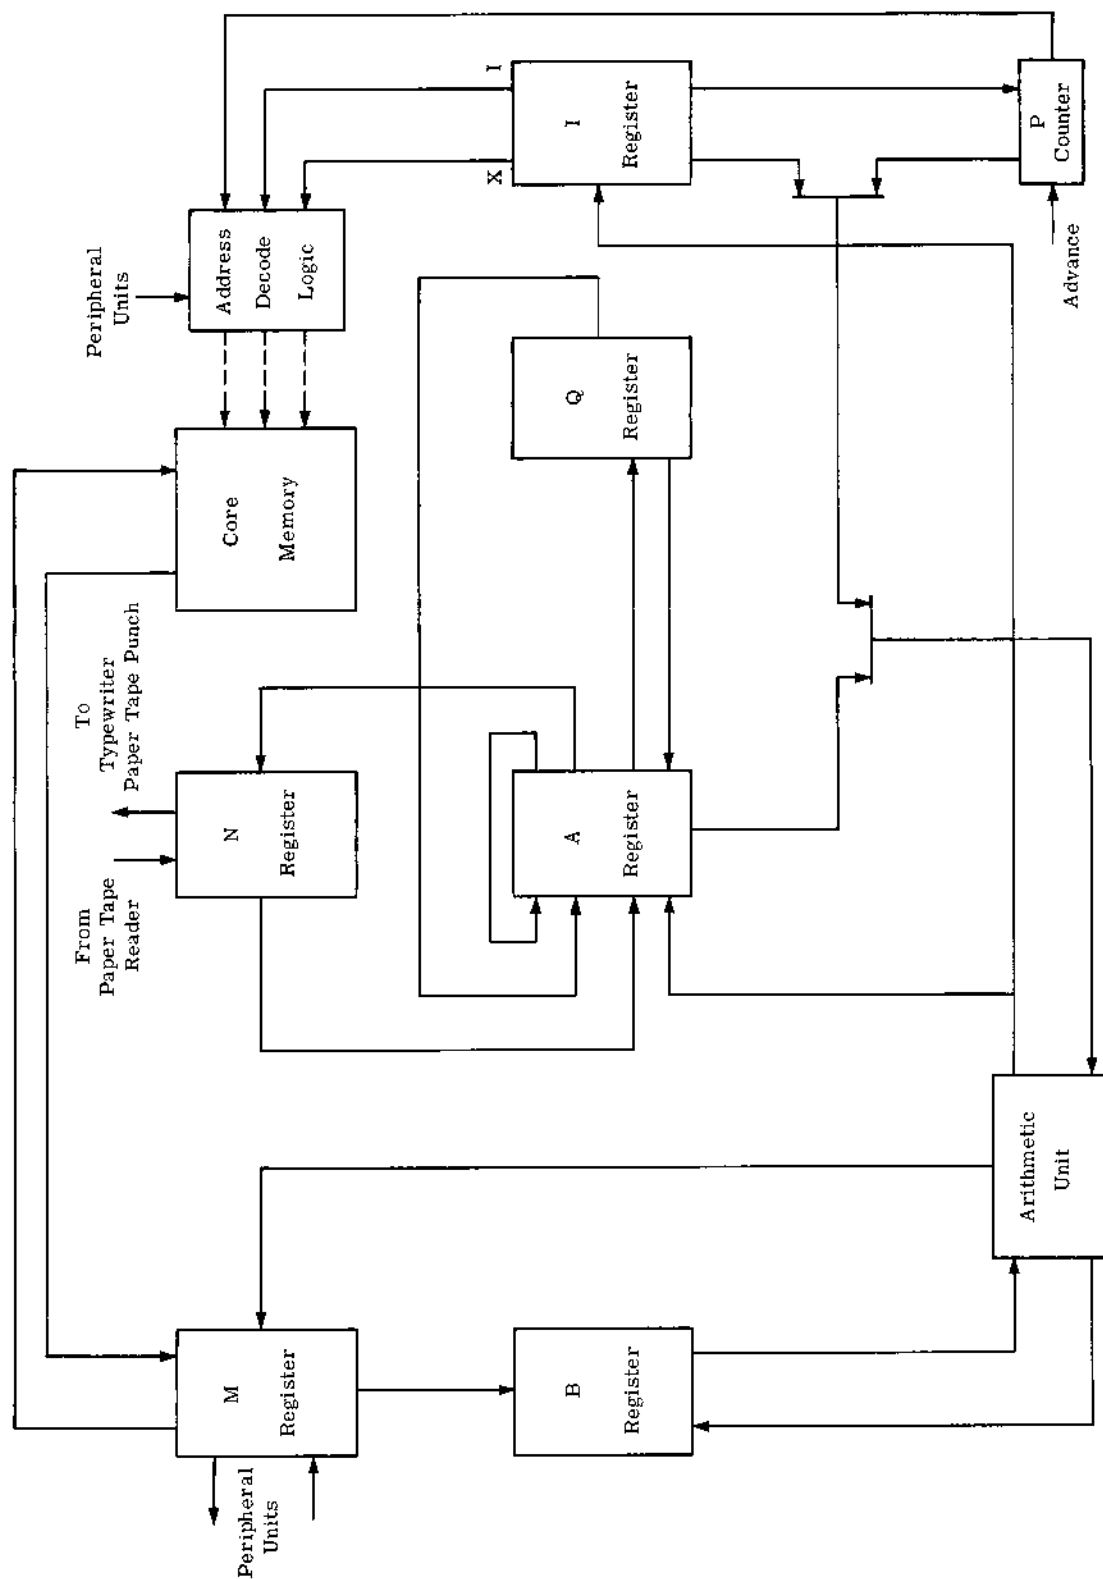 Peripheral
Units
M
Register
B
Register
From
Paper Tape
Reader
To
Typewriter
Paper Tape Punch
N
Register
A
Register
Arithmetic
Unit
Core
Memory
Q
Register
Peripheral
Units
Address
Decode
Logic
X
I
I
Register
P
Counter
Advance